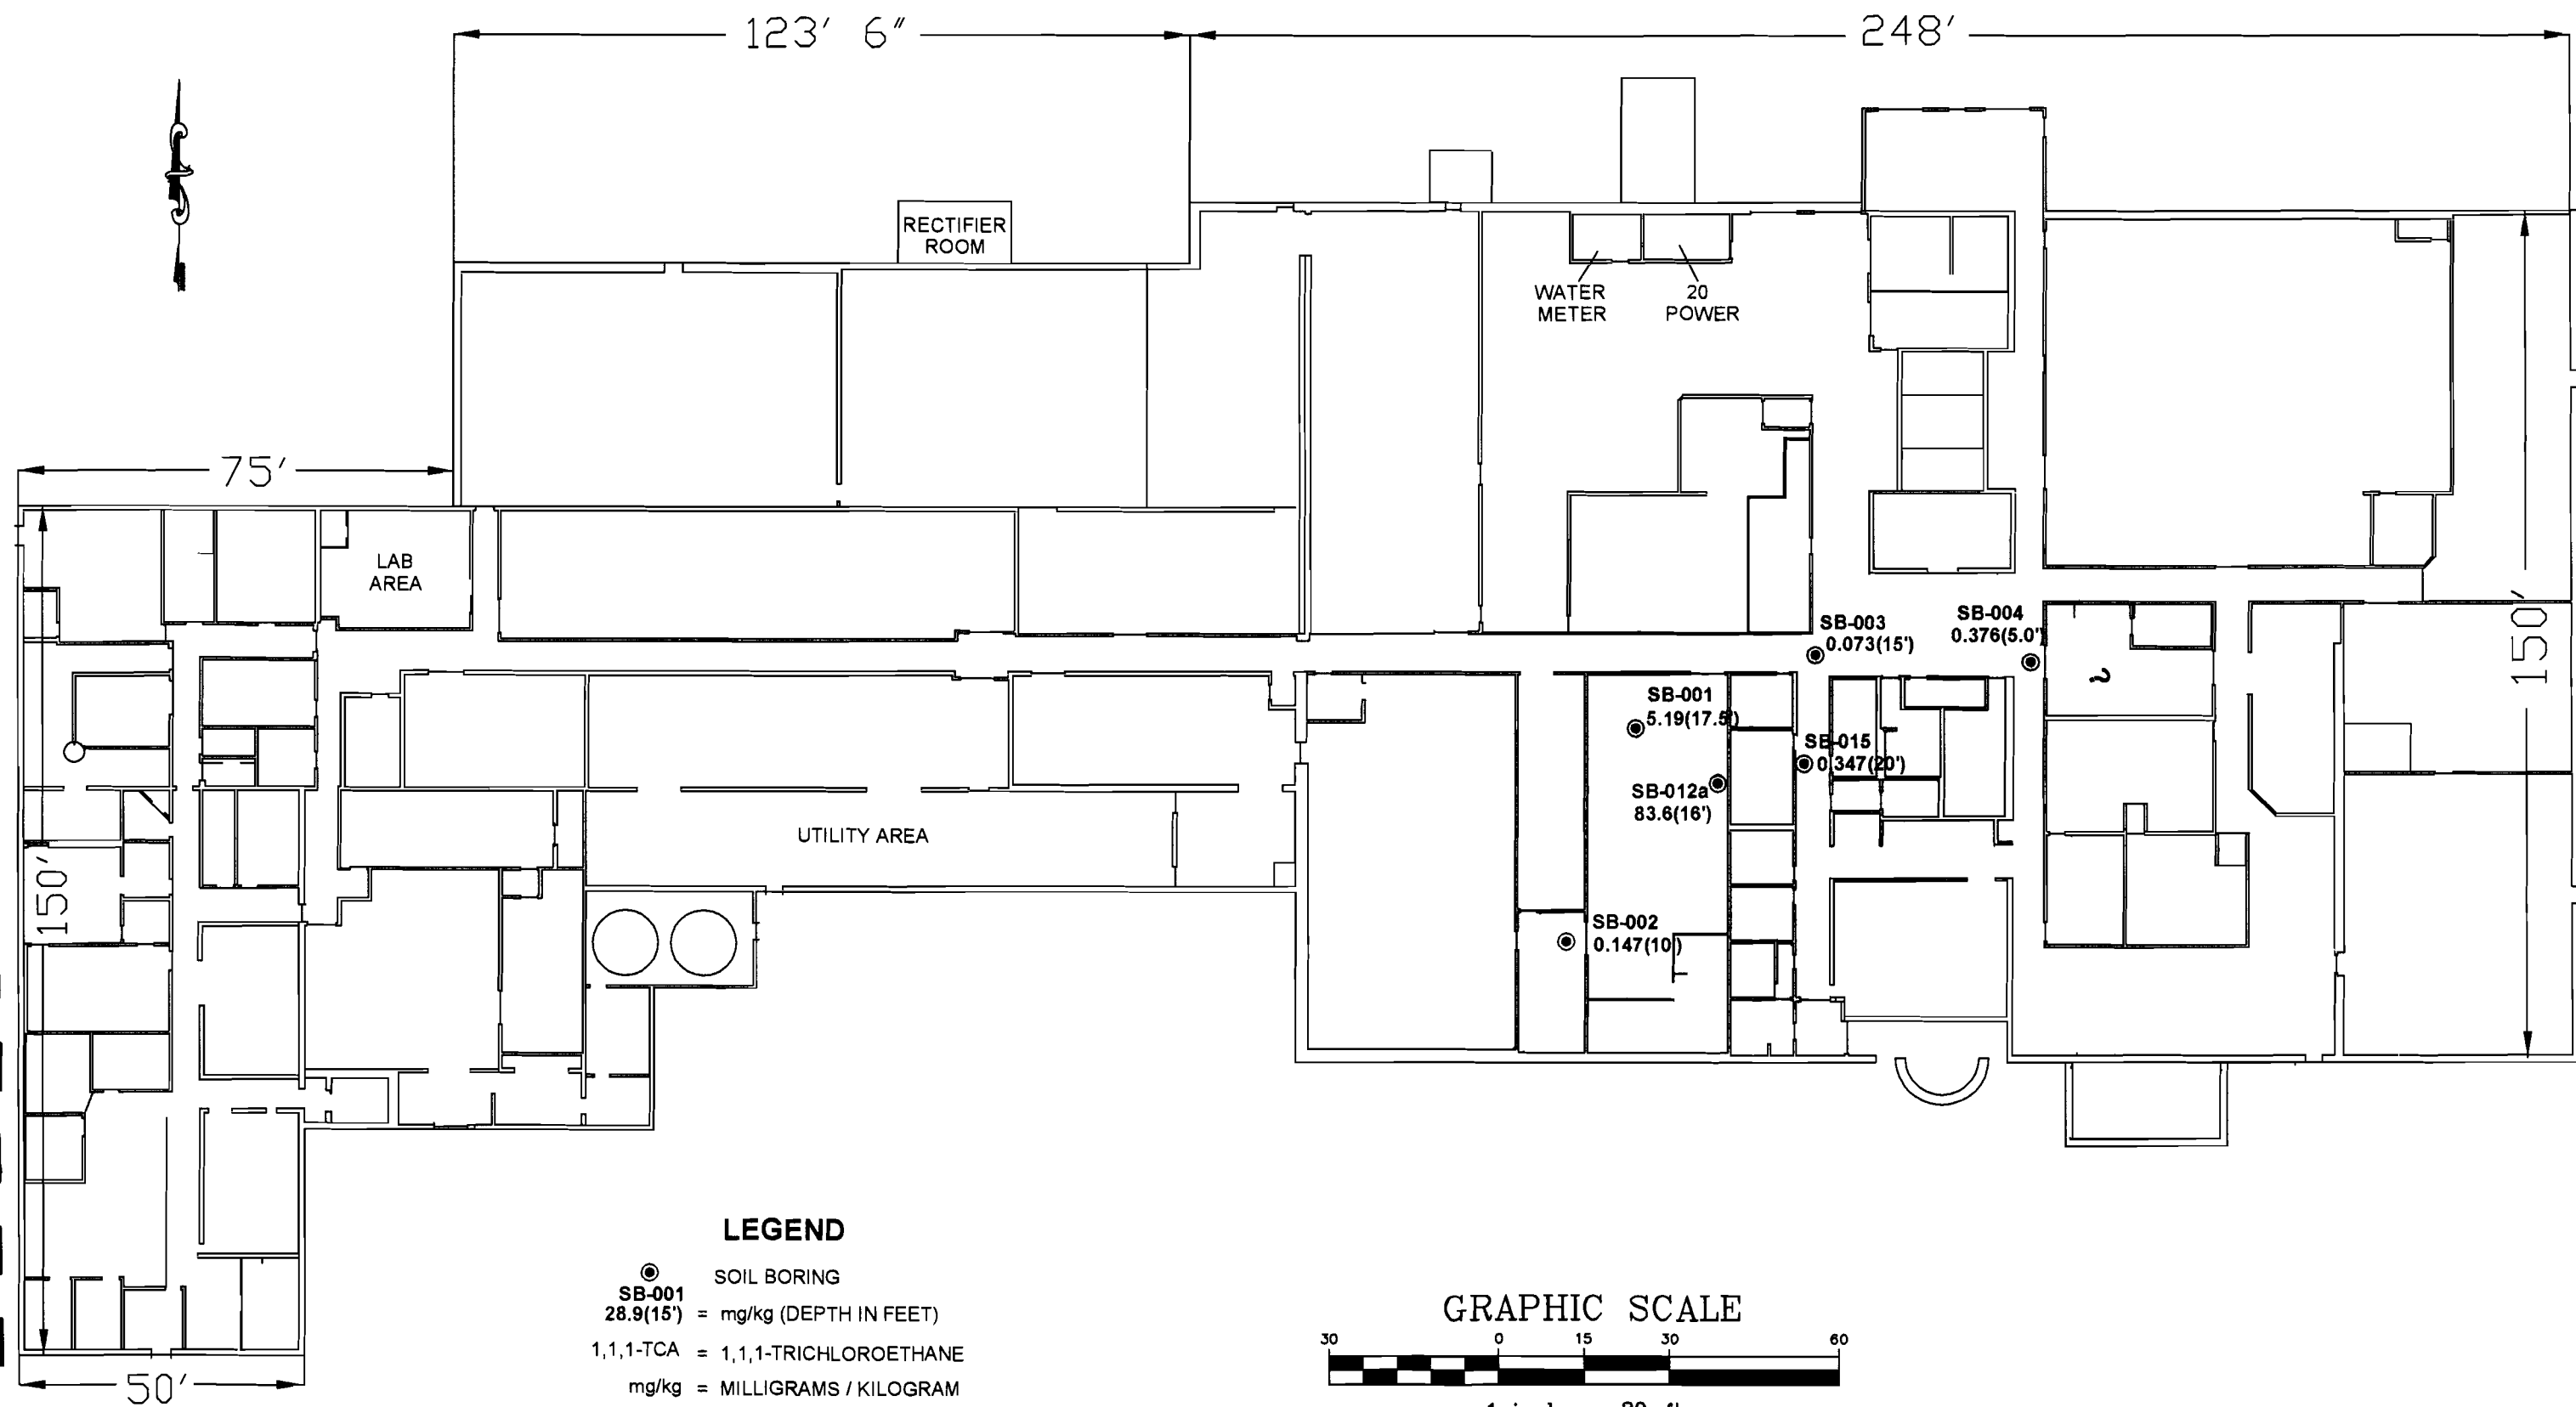 123' 6"
248'
RECTIFIER
ROOM
WATER
METER
20
POWER
75'
LAB
AREA
SB-003
0.073(15')
SB-004
0.376(5.0')
150'
SB-001
5.19(17.5')
SB-015
0.347(20')
SB-012a
83.6(16')
UTILITY AREA
150'
SB-002
0.147(10')
LEGEND
SOIL BORING
SB-001
28.9(15') = mg/kg (DEPTH IN FEET)
1,1,1-TCA = 1,1,1-TRICHLOROETHANE
mg/kg = MILLIGRAMS / KILOGRAM
50'
GRAPHIC SCALE
30 0 15 30 60